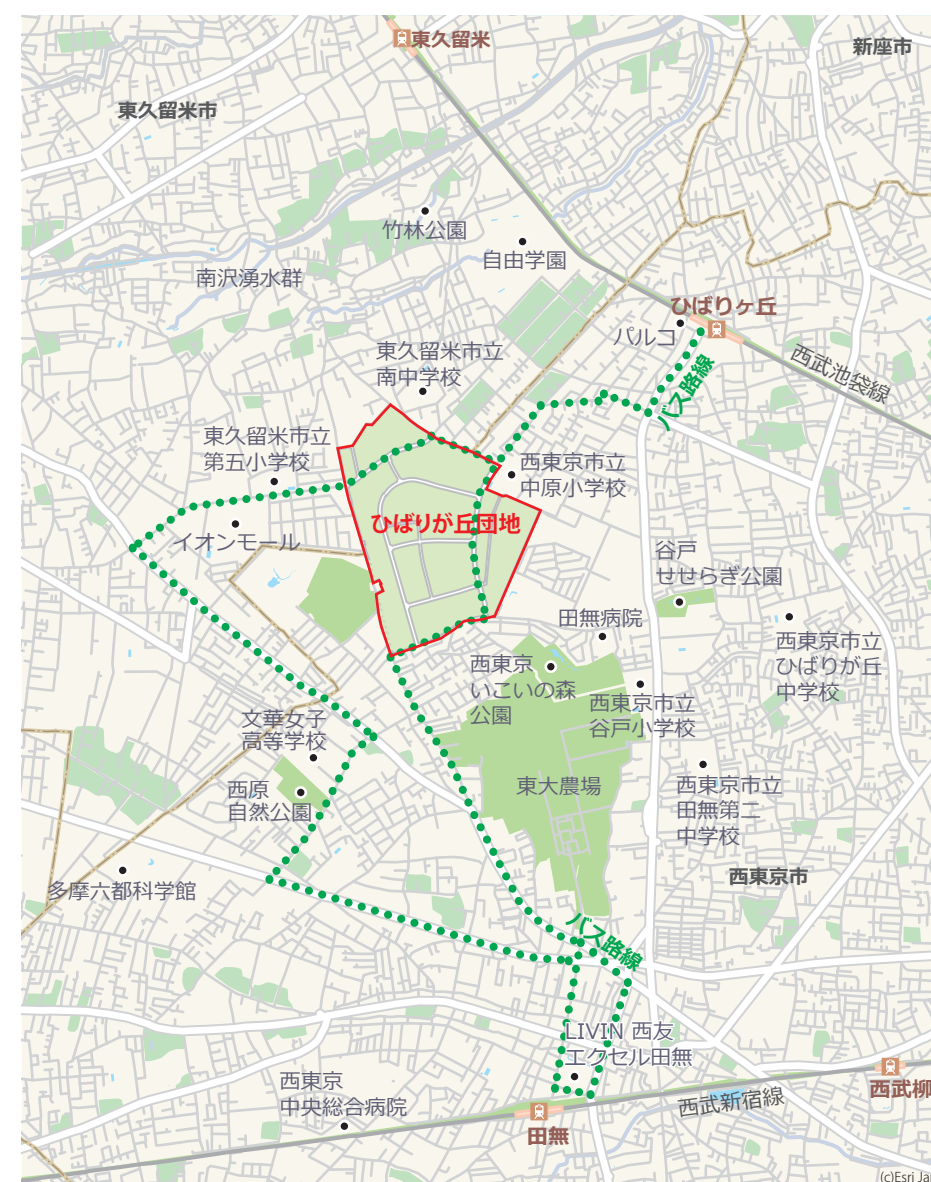 東久留米
新座市
東久留米市
竹林公園
自由学園
南沢湧水群
ひばりヶ丘
パルコ
東久留米市立
南中学校
西武池袋線
バス路線
東久留米市立
第五小学校
西東京市立
中原小学校
ひばりが丘団地
イオンモール
谷戸
せせらぎ公園
田無病院
西東京市立
ひばりが丘
中学校
西東京
いこいの森
公園
西東京市立
谷戸小学校
文華女子
高等学校
西原
自然公園
東大農場
西東京市立
田無第二
中学校
多摩六都科学館
西東京市
バス路線
LIVIN 西友
エクセル田無
西東京
中央総合病院
西武新宿線
西武柳
田無
(c)Esri Ja